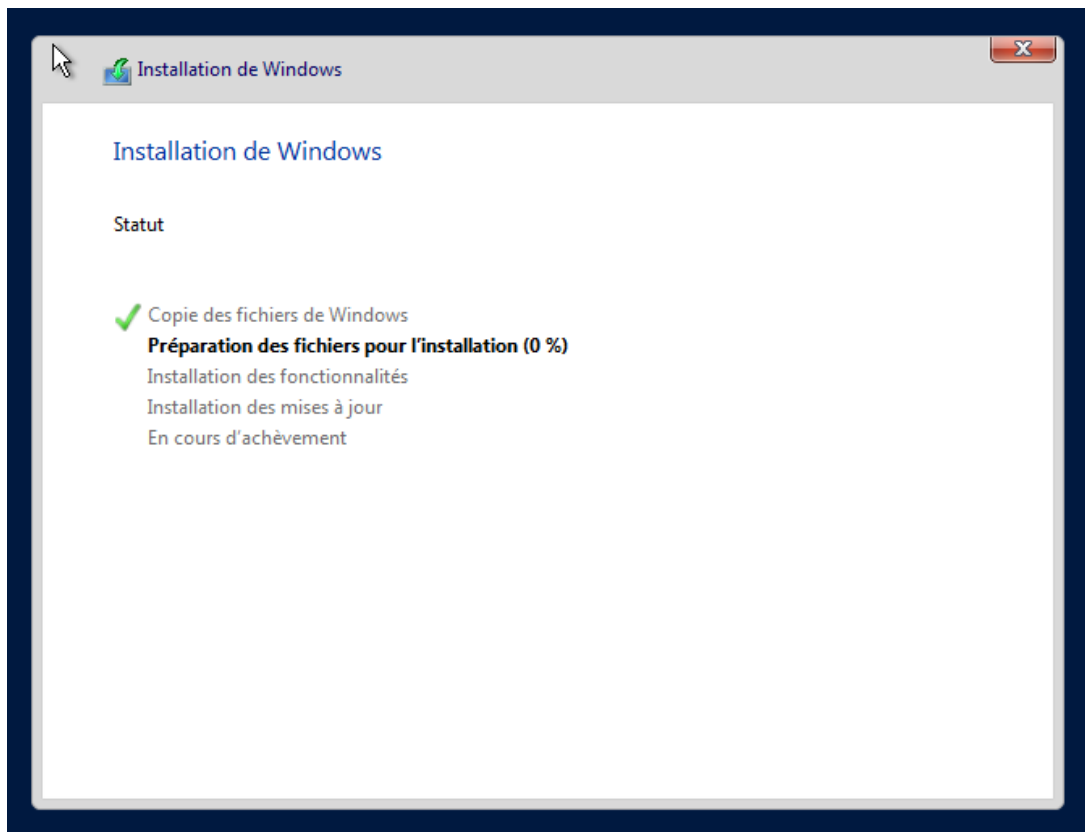 Installation de Windows
Installation de Windows
Statut
Copie des fichiers de Windows
Préparation des fichiers pour l'installation (0 %)
Installation des fonctionnalités
Installation des mises à jour
En cours d'achèvement